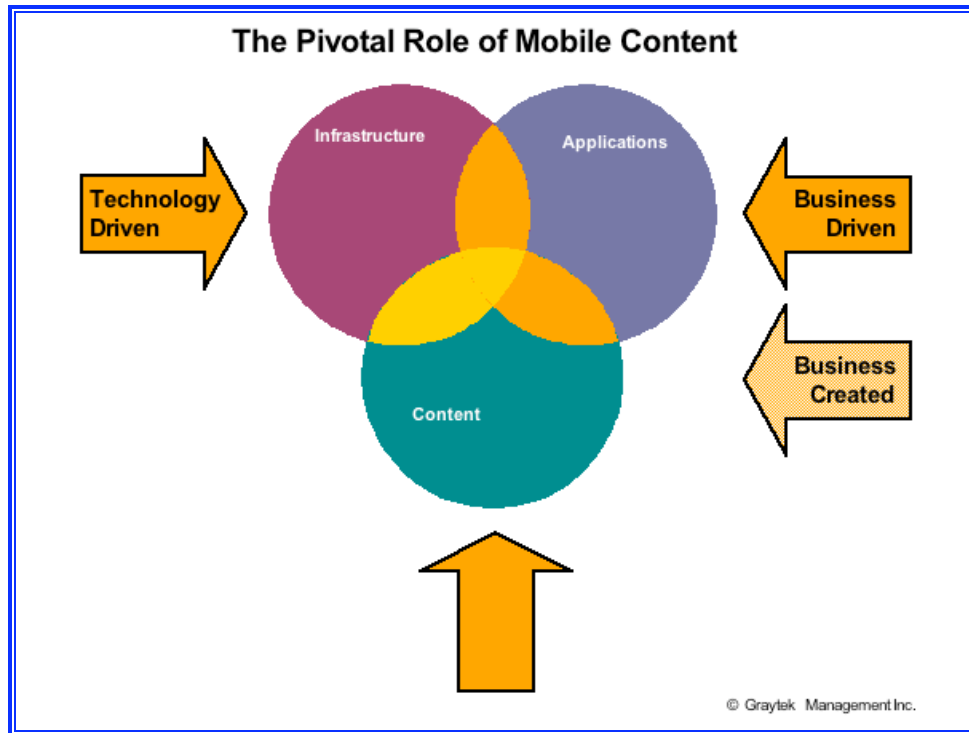 The Pivotal Role of Mobile Content
Infrastructure
Applications
Technology
Driven
Business
Driven
Business
Created
Content
© Graytek Management Inc.